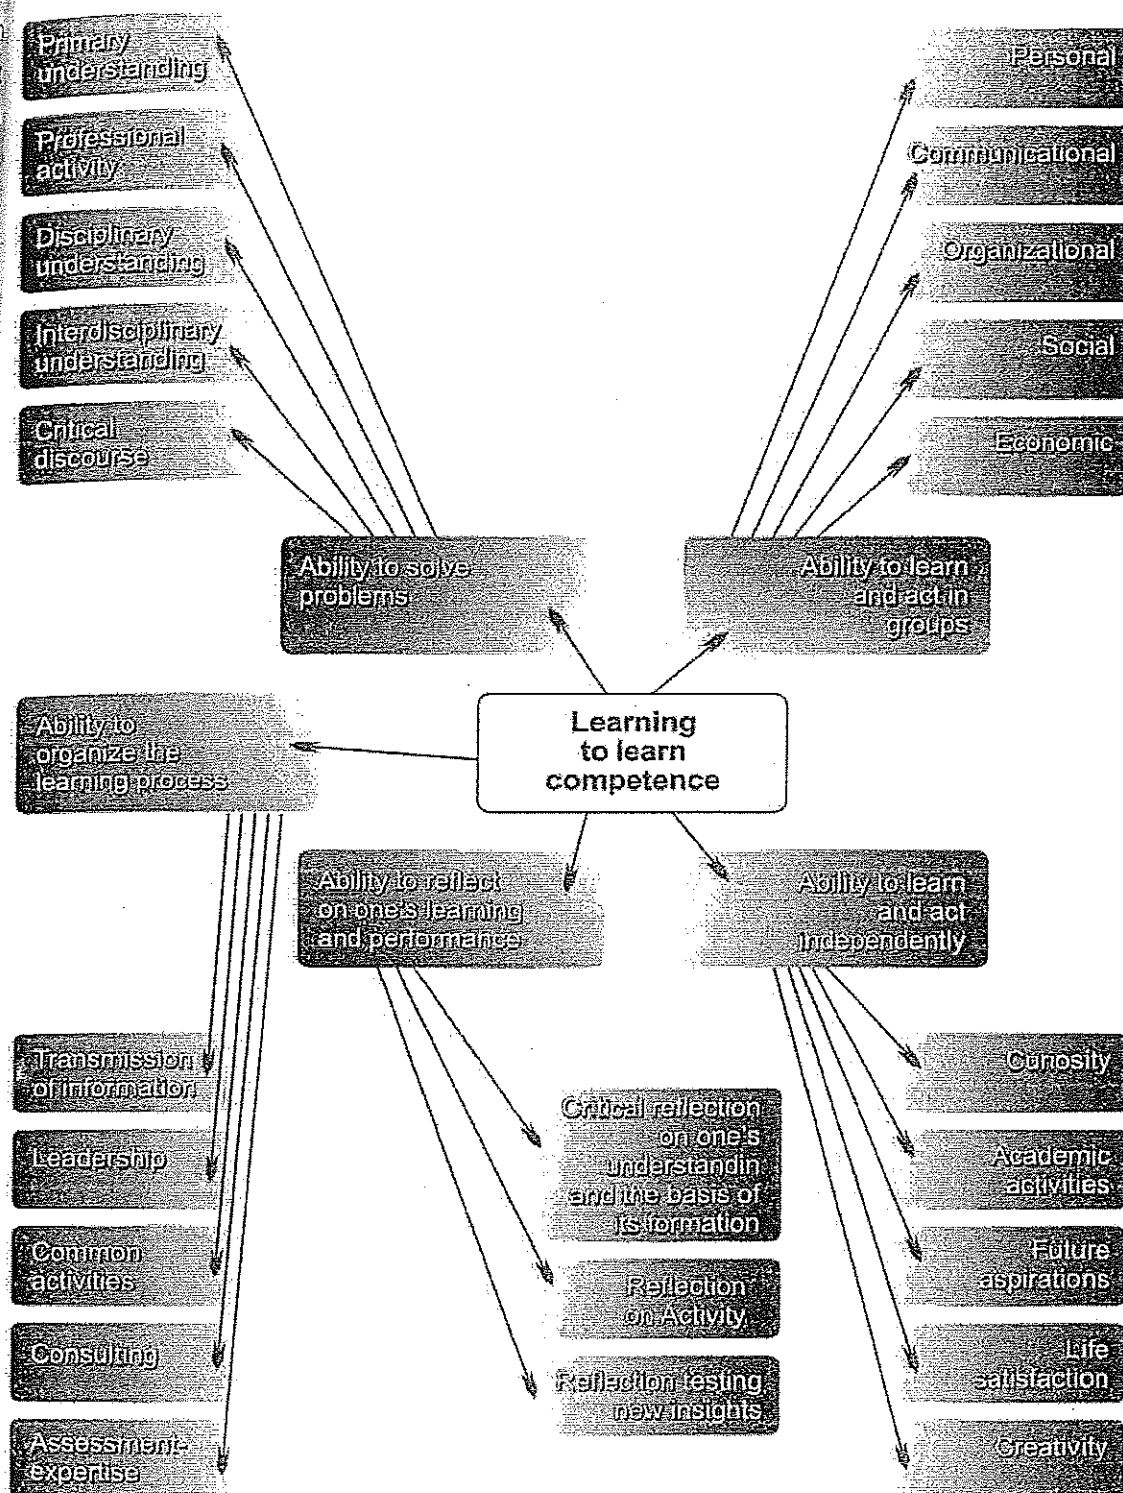 Primary
understanding
Professional
activity
Disciplinary
understanding
Interdisciplinary
understanding
Critical
discourse
Personal
Communicational
Organizational
Social
Economic
Ability to solve
problems
Ability to learn
and act in
groups
Learning
to learn
competence
Ability to
organize the
learning process
Ability to reflect
on one's learning
and performance
Ability to learn
and act
independently
Transmission
of information
Leadership
Common
activities
Consulting
Assessment-
expertise
Critical reflection
on one's
understandin
and the basis of
its formation
Reflection
on Activity
Reflection testing
new insights
Curiosity
Academic
activities
Future
aspirations
Life
satisfaction
Creativity